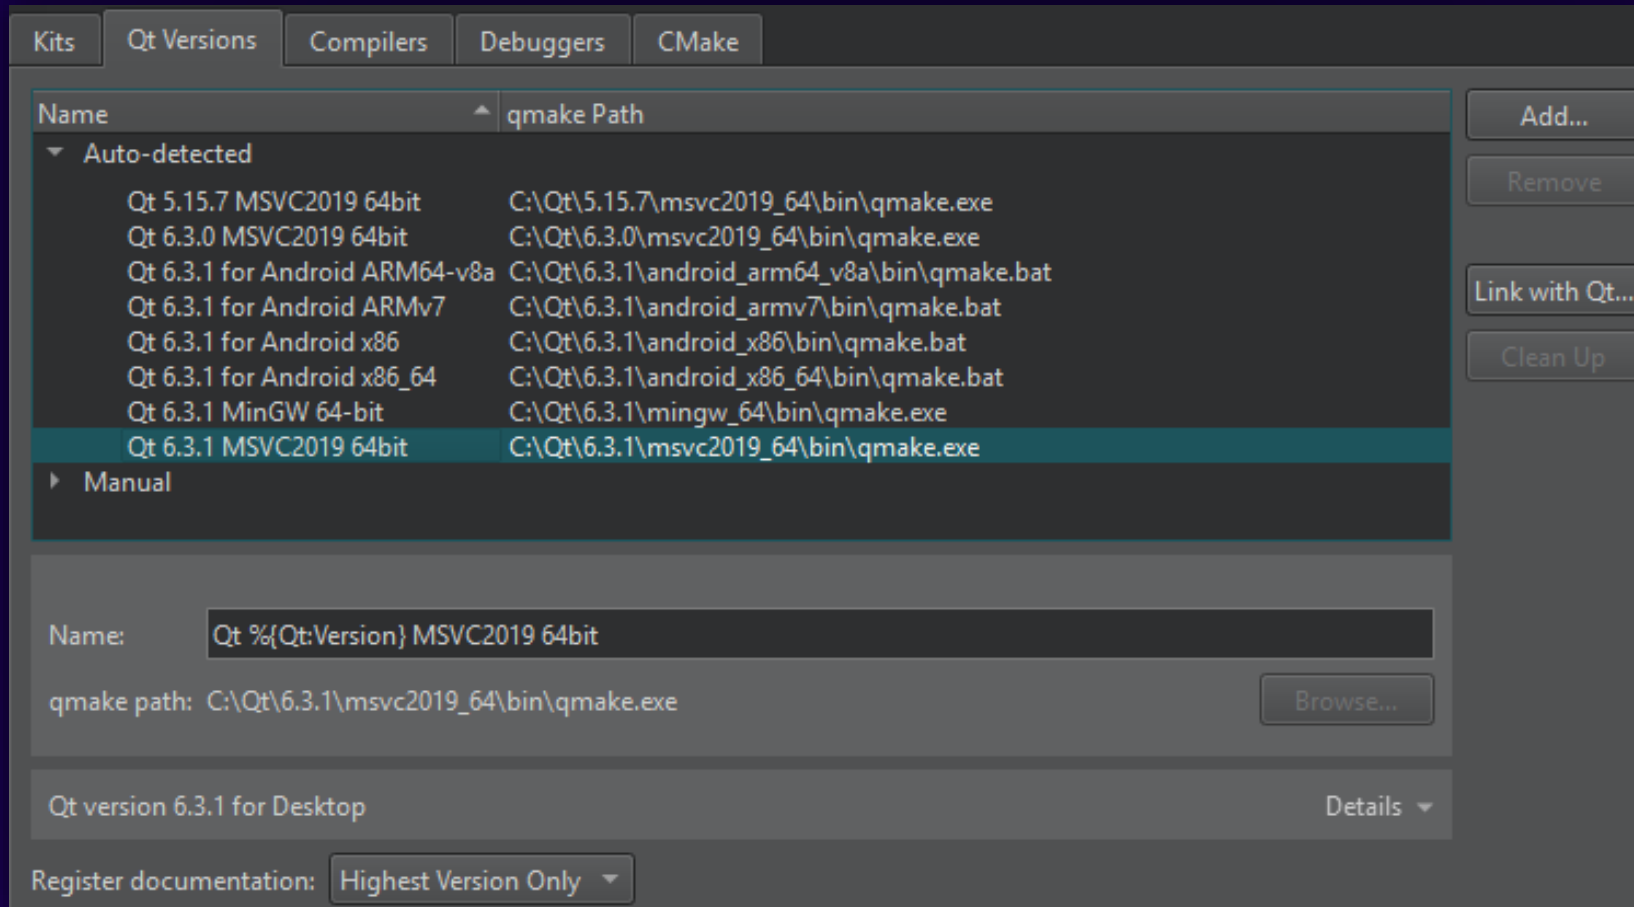 Kits Qt Versions Compilers Debuggers CMake
Name qmake Path
Add...
Auto-detected
Remove
Qt 5.15.7 MSVC2019 64bit C:\Qt\5.15.7\msvc2019_64\bin\qmake.exe
Qt 6.3.0 MSVC2019 64bit C:\Qt\6.3.0\msvc2019_64\bin\qmake.exe
Qt 6.3.1 for Android ARM64-v8a C:\Qt\6.3.1\android_arm64_v8a\bin\qmake.bat
Link with Qt...
Qt 6.3.1 for Android ARMv7 C:\Qt\6.3.1\android_armv7\bin\qmake.bat
Qt 6.3.1 for Android x86 C:\Qt\6.3.1\android_x86\bin\qmake.bat
Clean Up
Qt 6.3.1 for Android x86_64 C:\Qt\6.3.1\android_x86_64\bin\qmake.bat
Qt 6.3.1 MinGW 64-bit C:\Qt\6.3.1\mingw_64\bin\qmake.exe
Qt 6.3.1 MSVC2019 64bit C:\Qt\6.3.1\msvc2019_64\bin\qmake.exe
Manual
Name: Qt %{Qt:Version} MSVC2019 64bit
qmake path: C:\Qt\6.3.1\msvc2019_64\bin\qmake.exe Browse...
Qt version 6.3.1 for Desktop Details
Register documentation: Highest Version Only